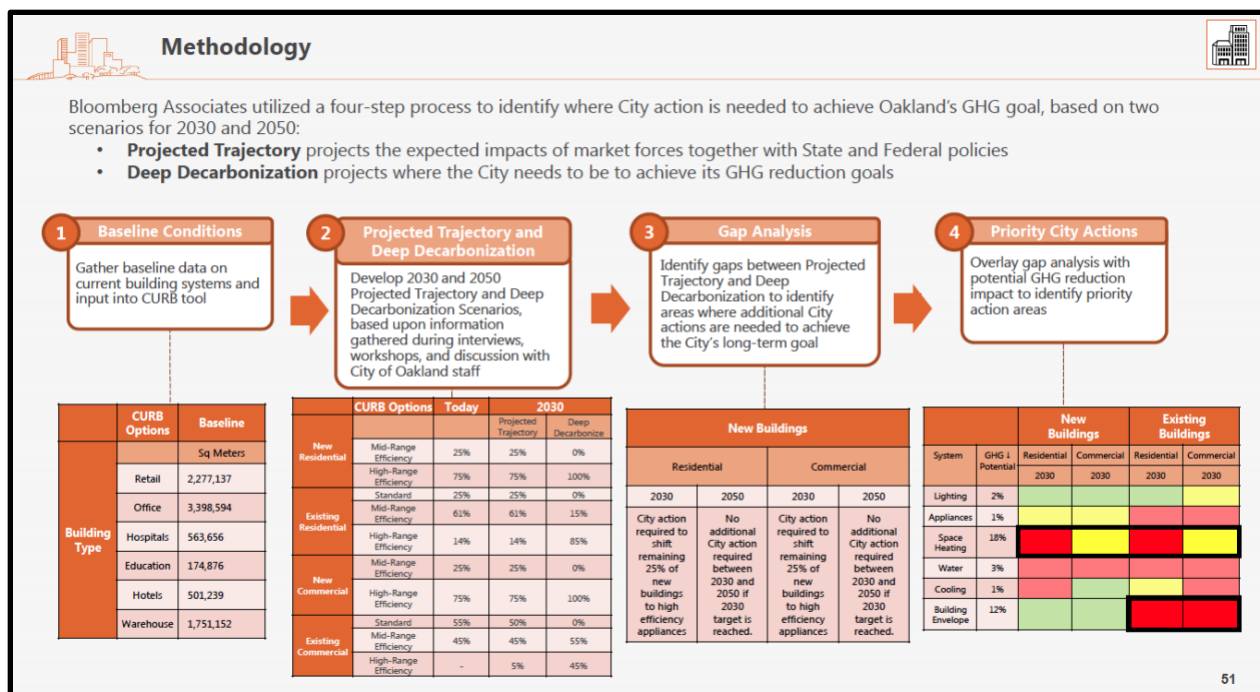 Methodology
Bloomberg Associates utilized a four-step process to identify where City action is needed to achieve Oakland's GHG goal, based on two
scenarios for 2030 and 2050:
• Projected Trajectory projects the expected impacts of market forces together with State and Federal policies
• Deep Decarbonization projects where the City needs to be to achieve its GHG reduction goals
1 Baseline Conditions
Gather baseline data on
current building systems and
input into CURB tool
2 Projected Trajectory and
Deep Decarbonization
Develop 2030 and 2050
Projected Trajectory and Deep
Decarbonization Scenarios,
based upon information
gathered during interviews,
workshops, and discussion with
City of Oakland staff
3 Gap Analysis
Identify gaps between Projected
Trajectory and Deep
Decarbonization to identify
areas where additional City
actions are needed to achieve
the City's long-term goal
4 Priority City Actions
Overlay gap analysis with
potential GHG reduction
impact to identify priority
action areas
CURB
Options
Baseline
Sq Meters
Building
Type
Retail 2,277,137
Office 3,398,594
Hospitals 563,656
Education 174,876
Hotels 501,239
Warehouse 1,751,152
CURB Options Today 2030
Projected
Trajectory
Deep
Decarbonize
New
Residential
Mid-Range
Efficiency
25% 25% 0%
High-Range
Efficiency
75% 75% 100%
Existing
Residential
Standard 25% 25% 0%
Mid-Range
Efficiency
61% 61% 15%
High-Range
Efficiency
14% 14% 85%
New
Commercial
Mid-Range
Efficiency
25% 25% 0%
High-Range
Efficiency
75% 75% 100%
Existing
Commercial
Standard 55% 50% 0%
Mid-Range
Efficiency
45% 45% 55%
High-Range
Efficiency
- 5% 45%
New Buildings
Residential Commercial
2030 2050 2030 2050
City action
required to
shift
remaining
25% of
new
buildings
to high
efficiency
appliances
No
additional
City action
required
between
2030 and
2050 if
2030
target is
reached.
City action
required to
shift
remaining
25% of
new
buildings
to high
efficiency
appliances
No
additional
City action
required
between
2030 and
2050 if
2030
target is
reached.
New
Buildings
Existing
Buildings
System
GHG ↓
Potential
Residential Commercial Residential Commercial
2030 2030 2030 2030
Lighting 2%
Appliances 1%
Space
Heating
18%
Water 3%
Cooling 1%
Building
Envelope
12%
51